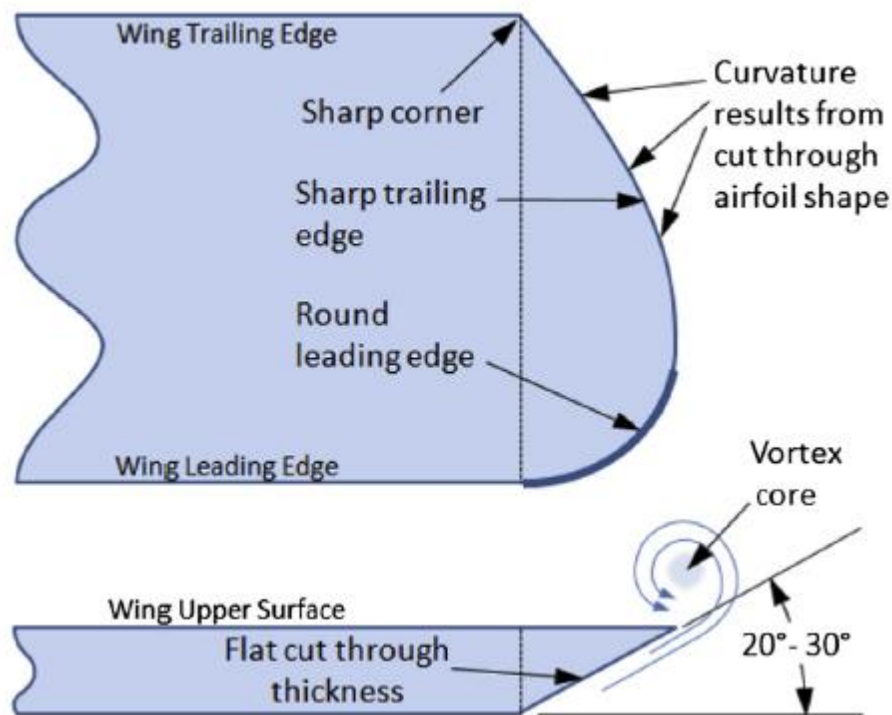 Wing Trailing Edge
Sharp corner
Curvature
results from
cut through
airfoil shape
Sharp trailing
edge
Round
leading edge
Wing Leading Edge
Vortex
core
Wing Upper Surface
Flat cut through
thickness
20°- 30°